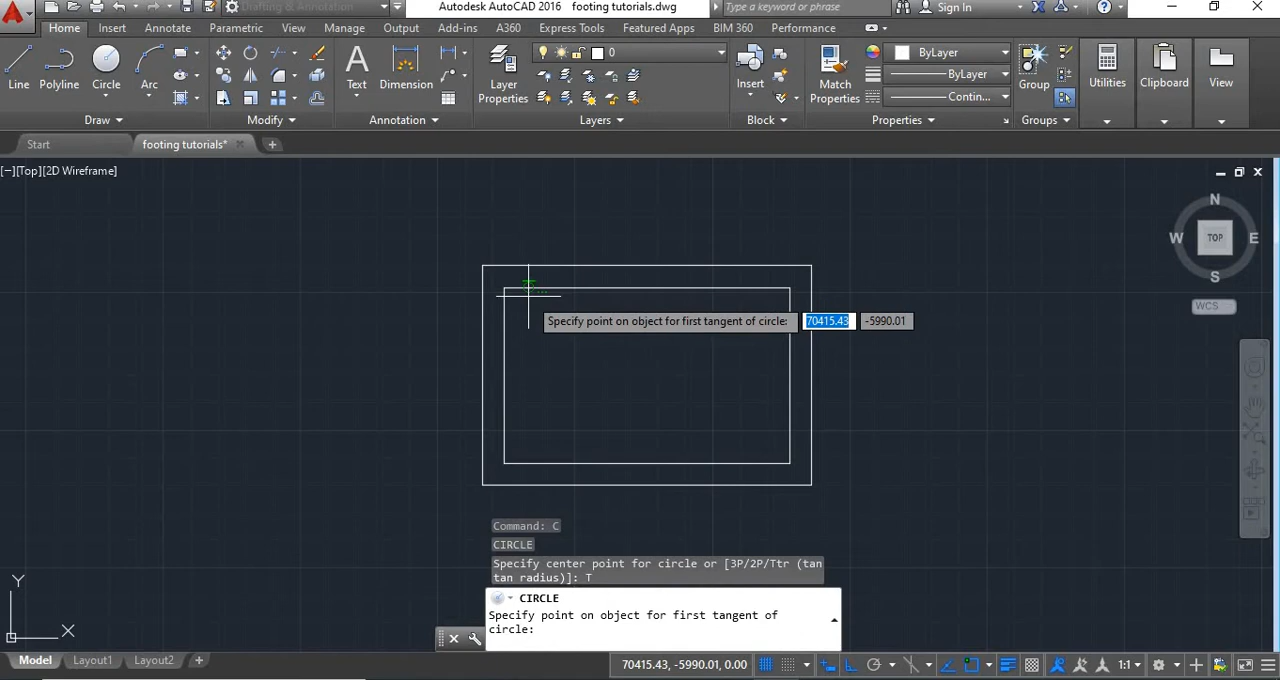 Autodesk AutoCAD 2016 footing tutorials.dwg
Type a keyword or phrase
Sign In
Drafting & Annotation
Home Insert Annotate Parametric View Manage Output Add-ins A360 Express Tools Featured Apps BIM 360 Performance
Line Polyline Circle Arc
Text Dimension
Layer Properties
0
Insert
Match Properties
ByLayer
ByLayer
Contin...
Group
Utilities
Clipboard
View
Draw Modify Annotation Layers Block Properties Groups
Start footing tutorials*
[−][Top][2D Wireframe]
N
W TOP E
S
WCS
Specify point on object for first tangent of circle: 70415.43 -5990.01
Command: C
CIRCLE
Specify center point for circle or [3P/2P/Ttr (tan
tan radius)]: T
CIRCLE
Specify point on object for first tangent of
circle:
Y
X
Model Layout1 Layout2
70415.43, -5990.01, 0.00
1:1